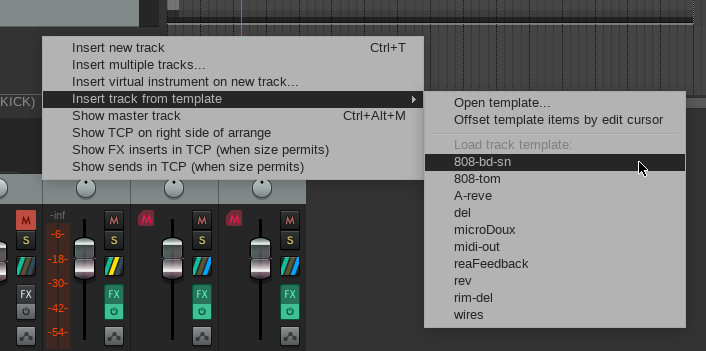 Insert new track Ctrl+T
Insert multiple tracks...
Insert virtual instrument on new track...
Insert track from template
Show master track Ctrl+Alt+M
Show TCP on right side of arrange
Show FX inserts in TCP (when size permits)
Show sends in TCP (when size permits)
KICK)
Open template...
Offset template items by edit cursor
Load track template:
808-bd-sn
808-tom
A-reve
del
microDoux
midi-out
reaFeedback
rev
rim-del
wires
M -inf M M M
-6-
S S S S
-18-
-30-
FX FX FX FX
-42-
-54-